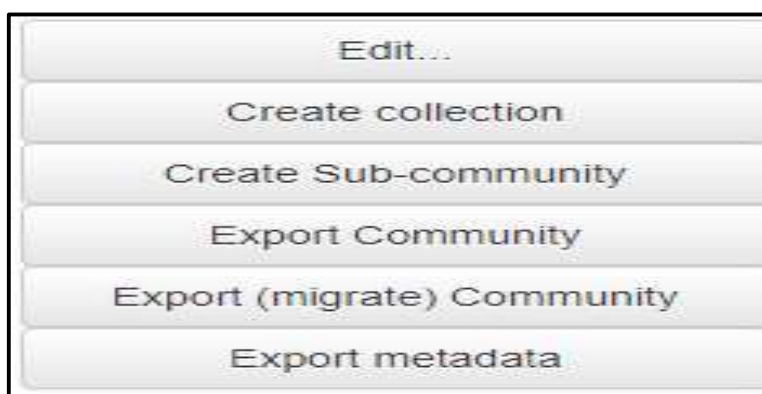 Edit...
Create collection
Create Sub-community
Export Community
Export (migrate) Community
Export metadata